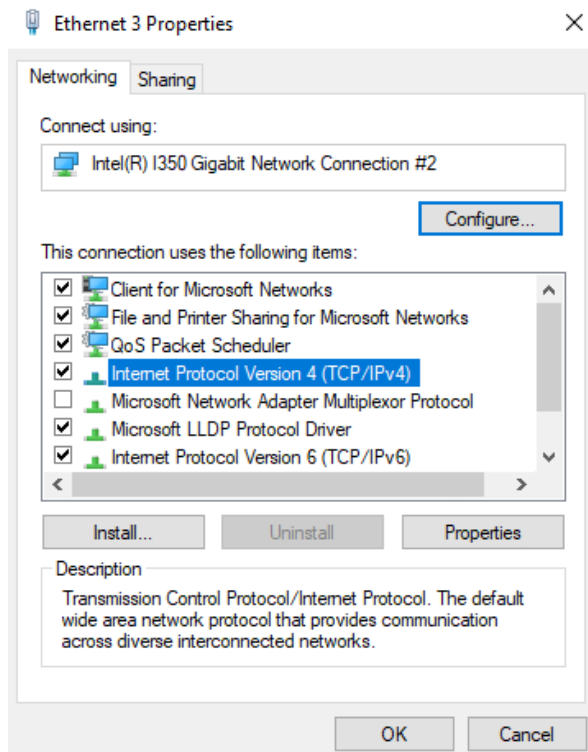 Ethernet 3 Properties
Networking
Sharing
Connect using:
Intel(R) I350 Gigabit Network Connection #2
Configure...
This connection uses the following items:
Client for Microsoft Networks
File and Printer Sharing for Microsoft Networks
QoS Packet Scheduler
Internet Protocol Version 4 (TCP/IPv4)
Microsoft Network Adapter Multiplexor Protocol
Microsoft LLDP Protocol Driver
Internet Protocol Version 6 (TCP/IPv6)
Install...
Uninstall
Properties
Description
Transmission Control Protocol/Internet Protocol. The default
wide area network protocol that provides communication
across diverse interconnected networks.
OK
Cancel